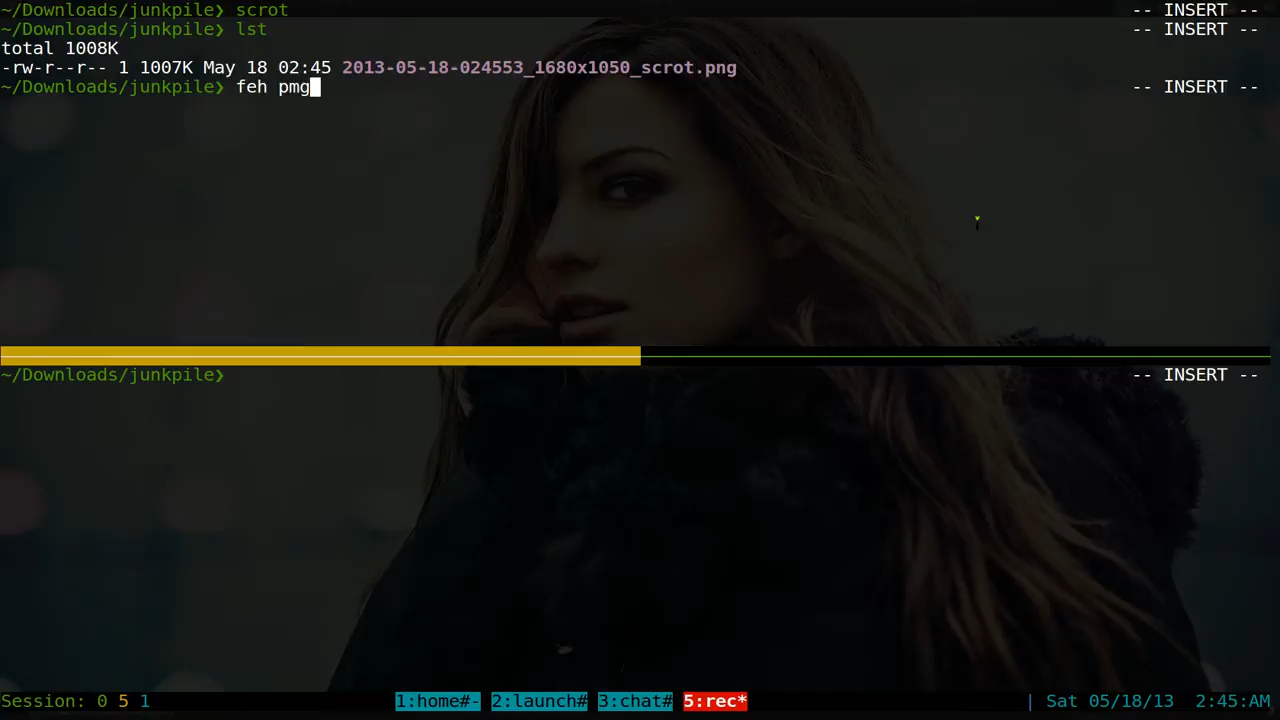 ~/Downloads/junkpile❯ scrot -- INSERT --
~/Downloads/junkpile❯ lst -- INSERT --
total 1008K
-rw-r--r-- 1 1007K May 18 02:45 2013-05-18-024553_1680x1050_scrot.png
~/Downloads/junkpile❯ feh pmg -- INSERT --
~/Downloads/junkpile❯ -- INSERT --
Session: 0 5 1 1:home#- 2:launch# 3:chat# 5:rec* | Sat 05/18/13 2:45:AM